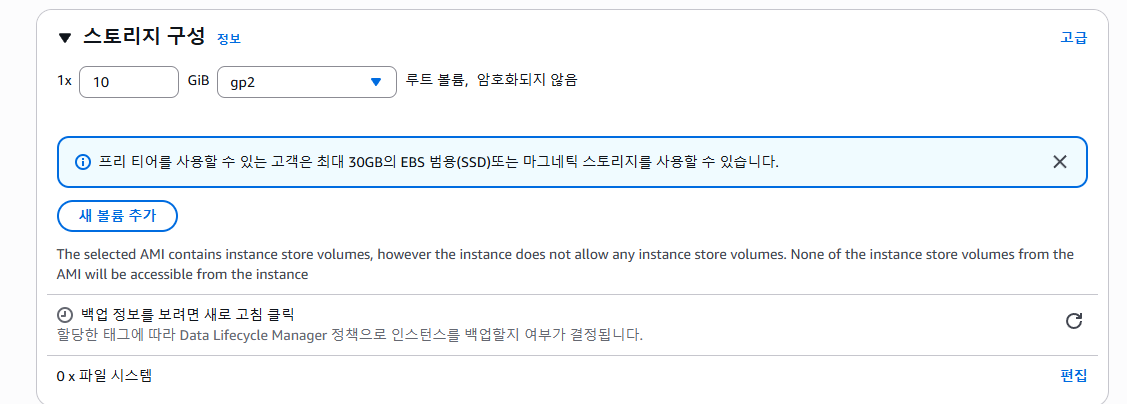 스토리지 구성 정보 고급
1x 10 GiB gp2 루트 볼륨, 암호화되지 않음
프리 티어를 사용할 수 있는 고객은 최대 30GB의 EBS 범용(SSD)또는 마그네틱 스토리지를 사용할 수 있습니다.
새 볼륨 추가
The selected AMI contains instance store volumes, however the instance does not allow any instance store volumes. None of the instance store volumes from the
AMI will be accessible from the instance
백업 정보를 보려면 새로 고침 클릭
할당한 태그에 따라 Data Lifecycle Manager 정책으로 인스턴스를 백업할지 여부가 결정됩니다.
0 x 파일 시스템 편집